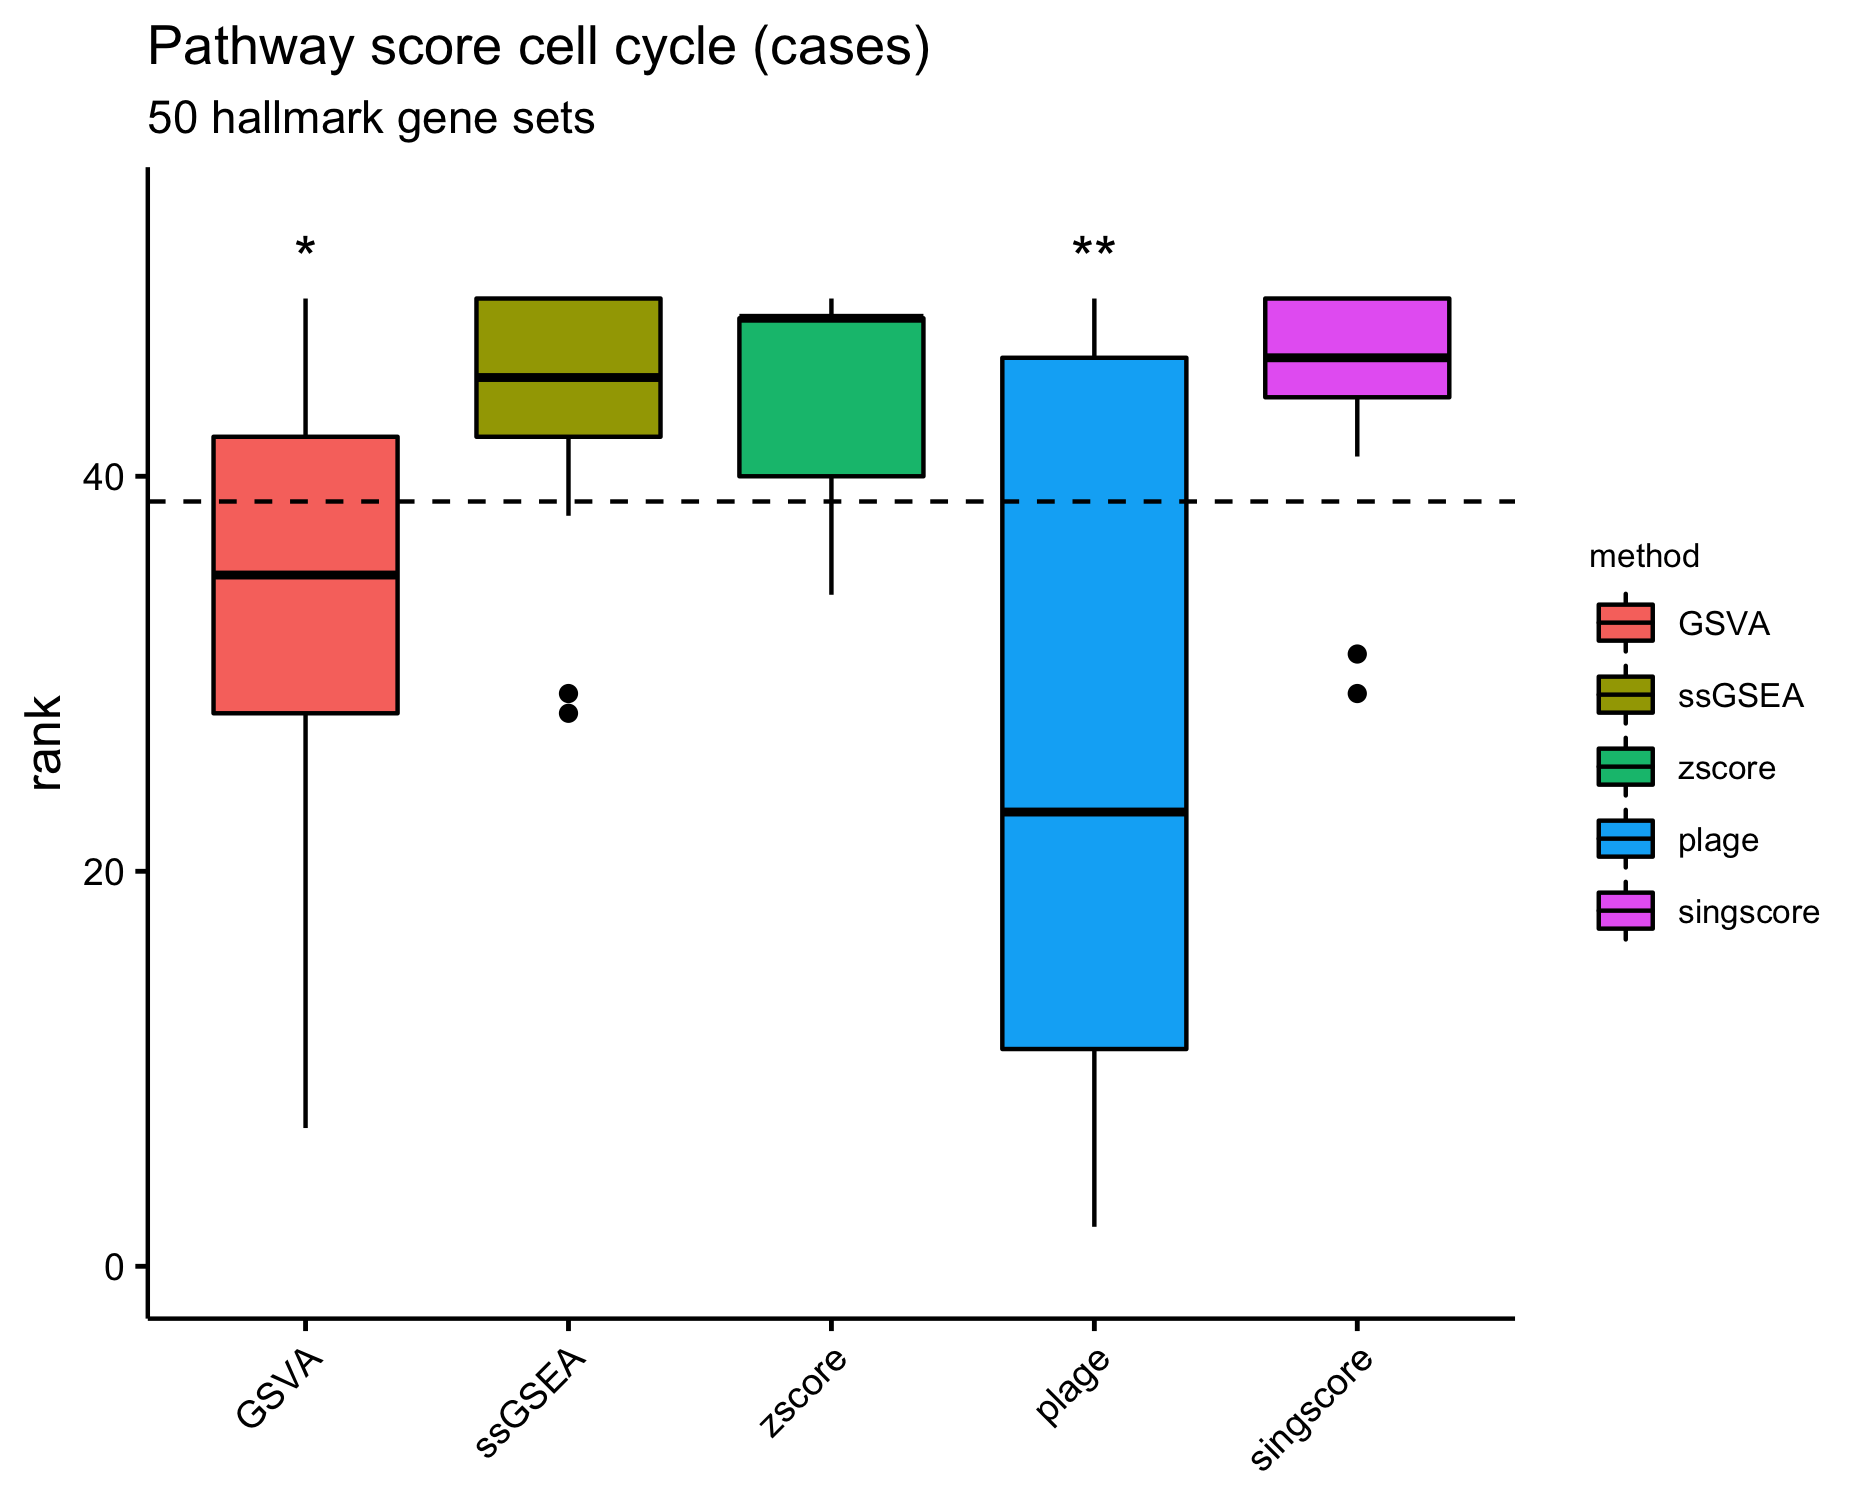 Pathway score cell cycle (cases)
50 hallmark gene sets
*
**
40
20
0
rank
GSVA
ssGSEA
zscore
plage
singscore
method
GSVA
ssGSEA
zscore
plage
singscore